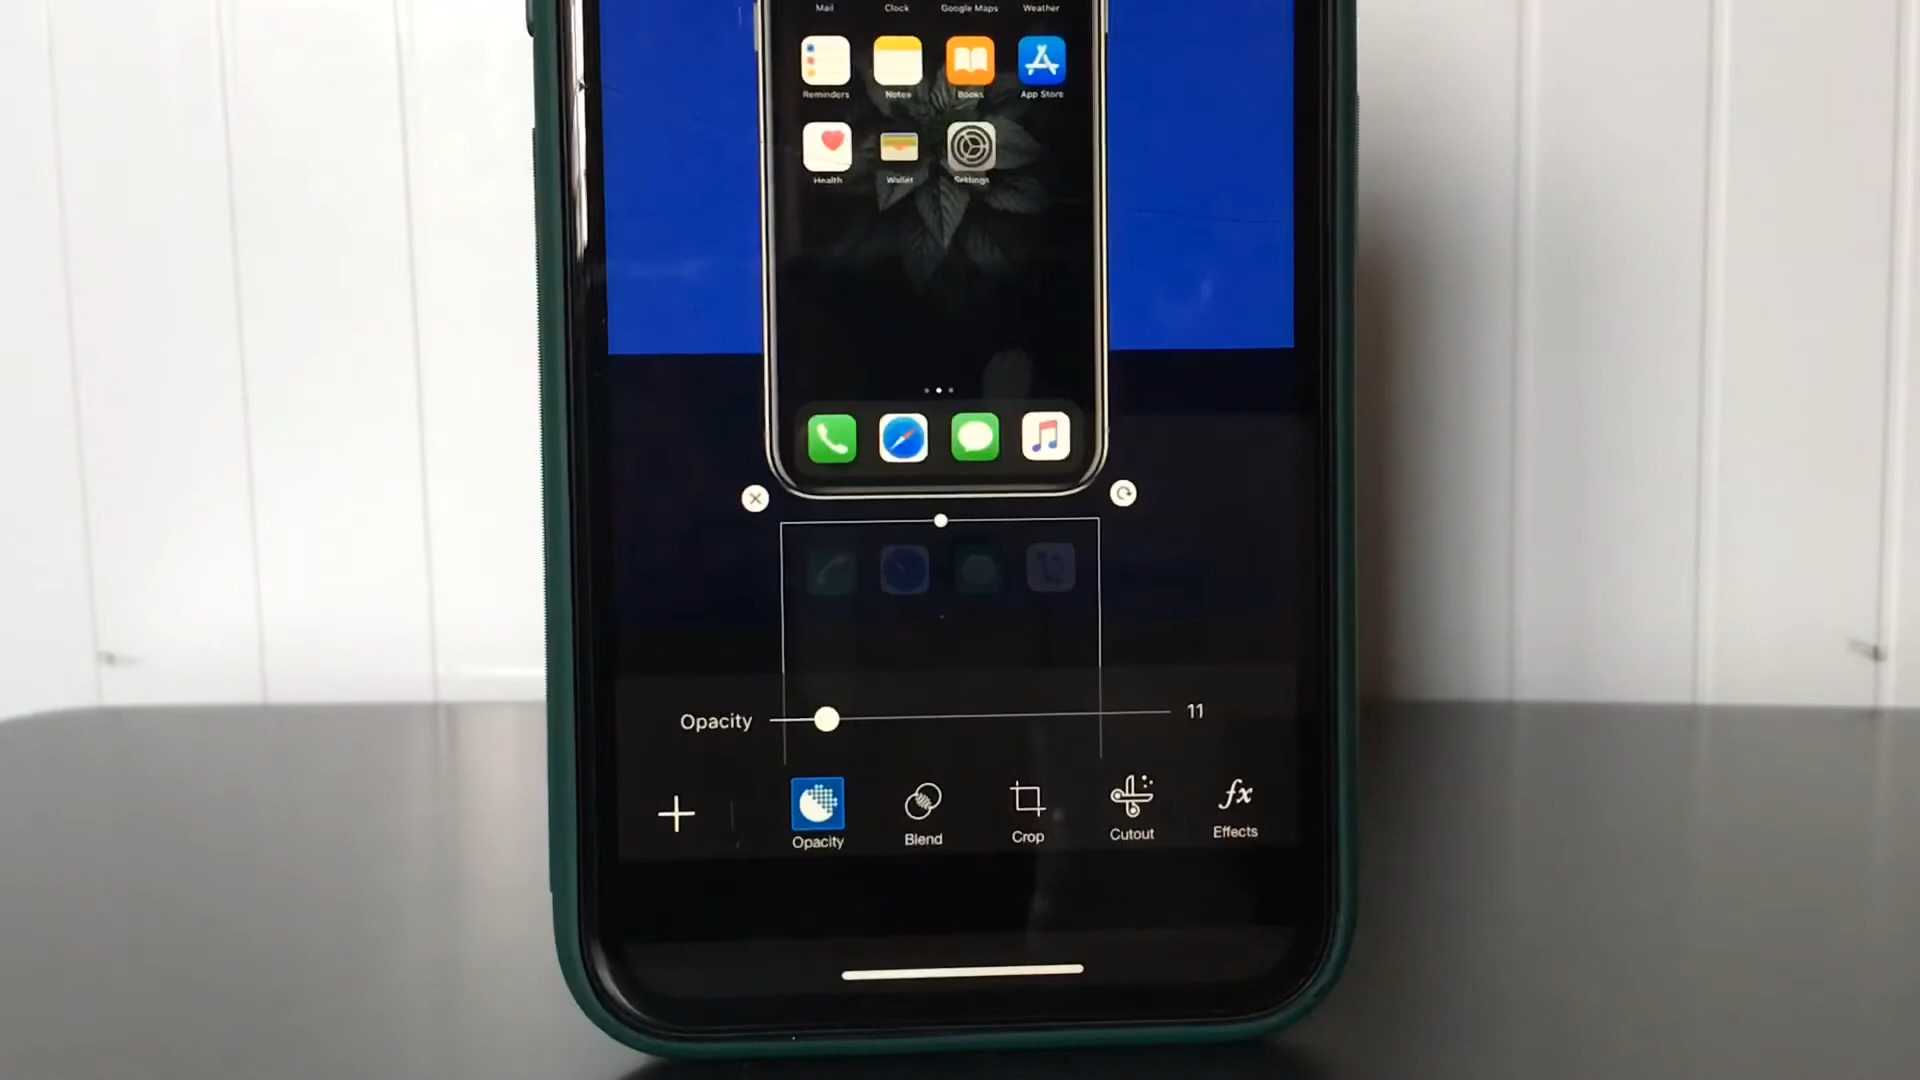 Mail Clock Google Maps Weather
Reminders Notes Books App Store
Health Wallet Settings
Opacity 11
Opacity Blend Crop Cutout Effects
fx